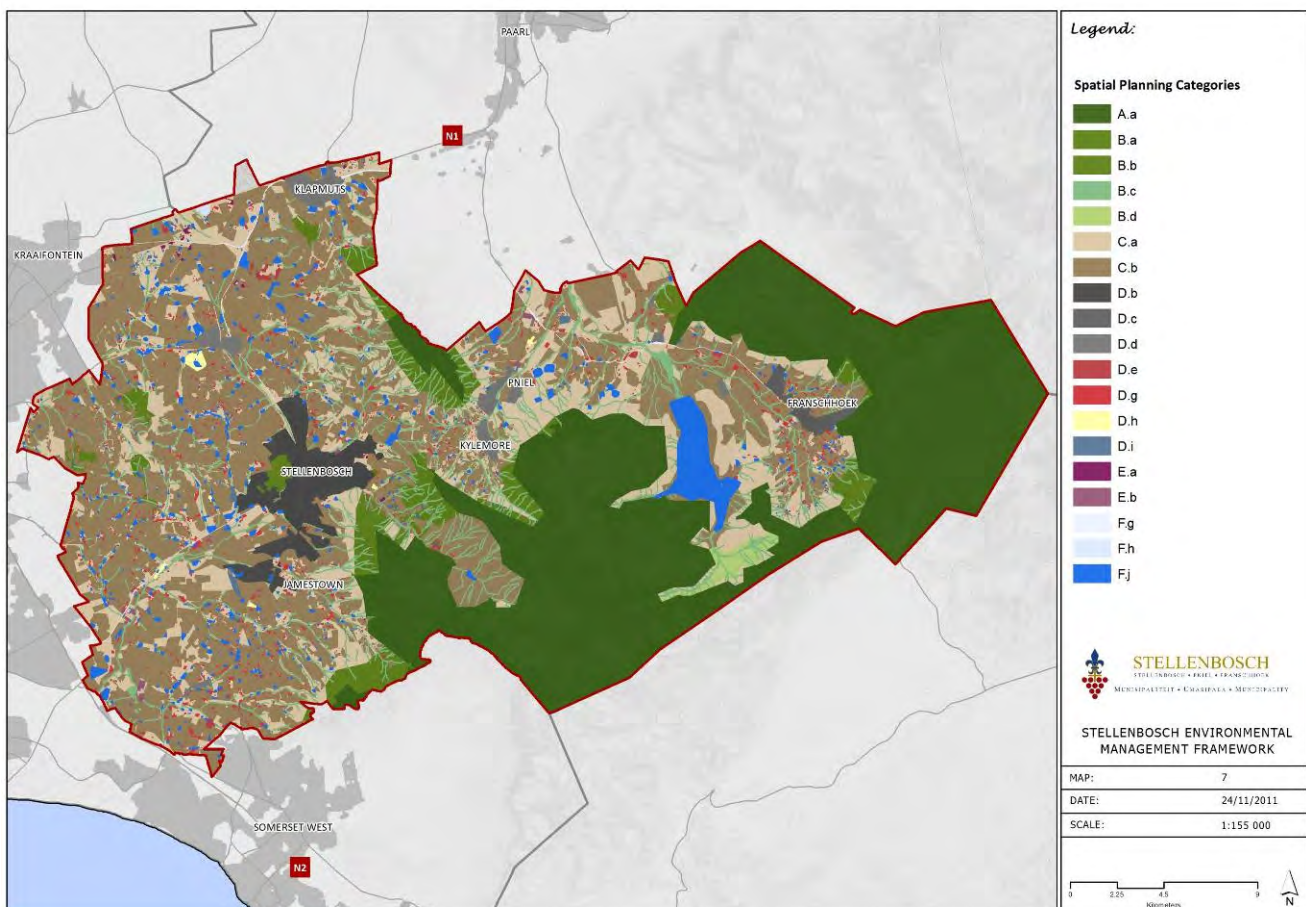 PAARL
N1
KLAPMUTS
KRAAIFONTEIN
PNIEL
FRANSCHHOEK
KYLEMORE
STELLENBOSCH
JAMESTOWN
SOMERSET WEST
N2
Legend:
Spatial Planning Categories
A.a
B.a
B.b
B.c
B.d
C.a
C.b
D.b
D.c
D.d
D.e
D.g
D.h
D.i
E.a
E.b
F.g
F.h
F.j
STELLENBOSCH
STELLENBOSCH • PNIEL • FRANSCHHOEK
MUNISIPALITEIT • UMASIPALA • MUNICIPALITY
STELLENBOSCH ENVIRONMENTAL
MANAGEMENT FRAMEWORK
MAP: 7
DATE: 24/11/2011
SCALE: 1:155 000
0 2.25 4.5 9
Kilometers
N